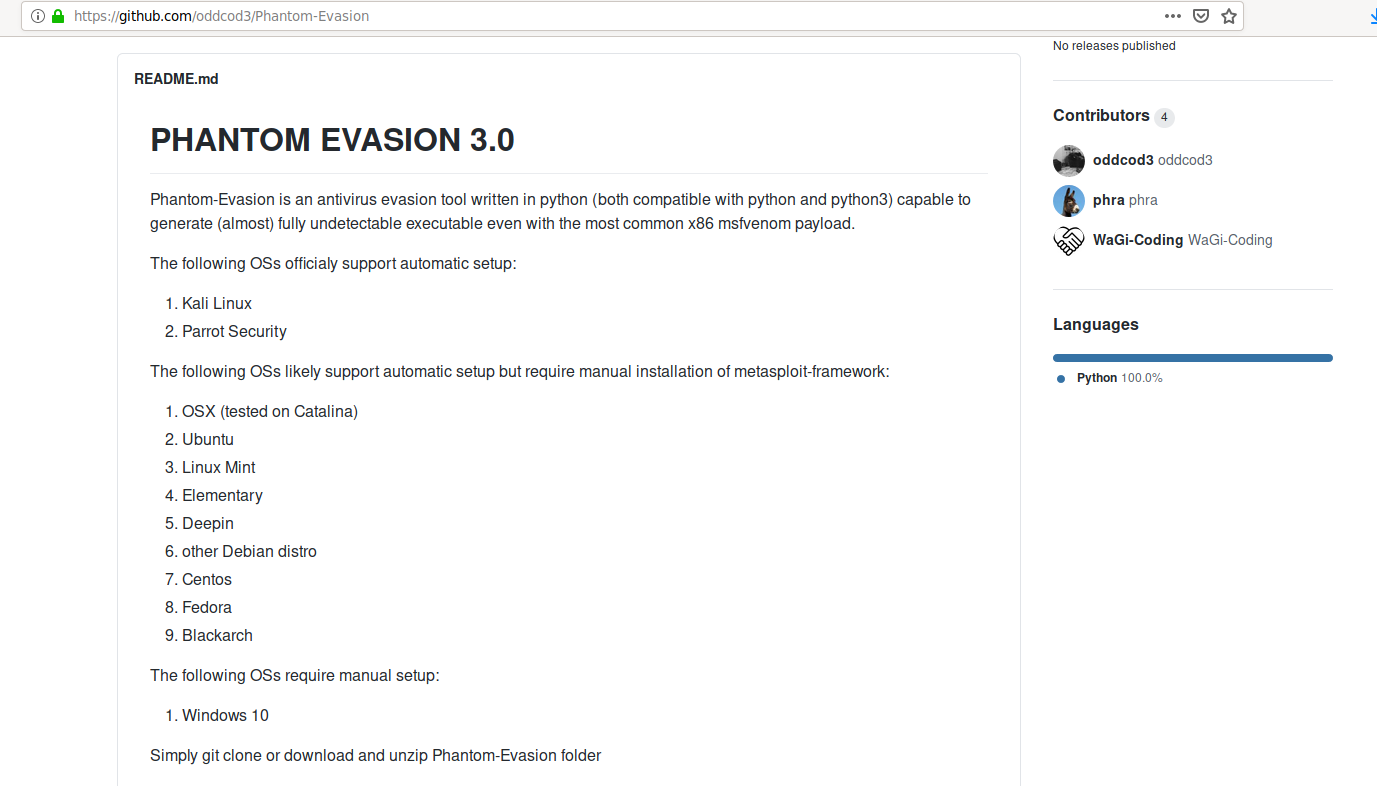 https://github.com/oddcod3/Phantom-Evasion
No releases published
README.md
PHANTOM EVASION 3.0
Phantom-Evasion is an antivirus evasion tool written in python (both compatible with python and python3) capable to
generate (almost) fully undetectable executable even with the most common x86 msfvenom payload.
The following OSs officialy support automatic setup:
1. Kali Linux
2. Parrot Security
The following OSs likely support automatic setup but require manual installation of metasploit-framework:
1. OSX (tested on Catalina)
2. Ubuntu
3. Linux Mint
4. Elementary
5. Deepin
6. other Debian distro
7. Centos
8. Fedora
9. Blackarch
The following OSs require manual setup:
1. Windows 10
Simply git clone or download and unzip Phantom-Evasion folder
Contributors 4
oddcod3 oddcod3
phra phra
WaGi-Coding WaGi-Coding
Languages
Python 100.0%